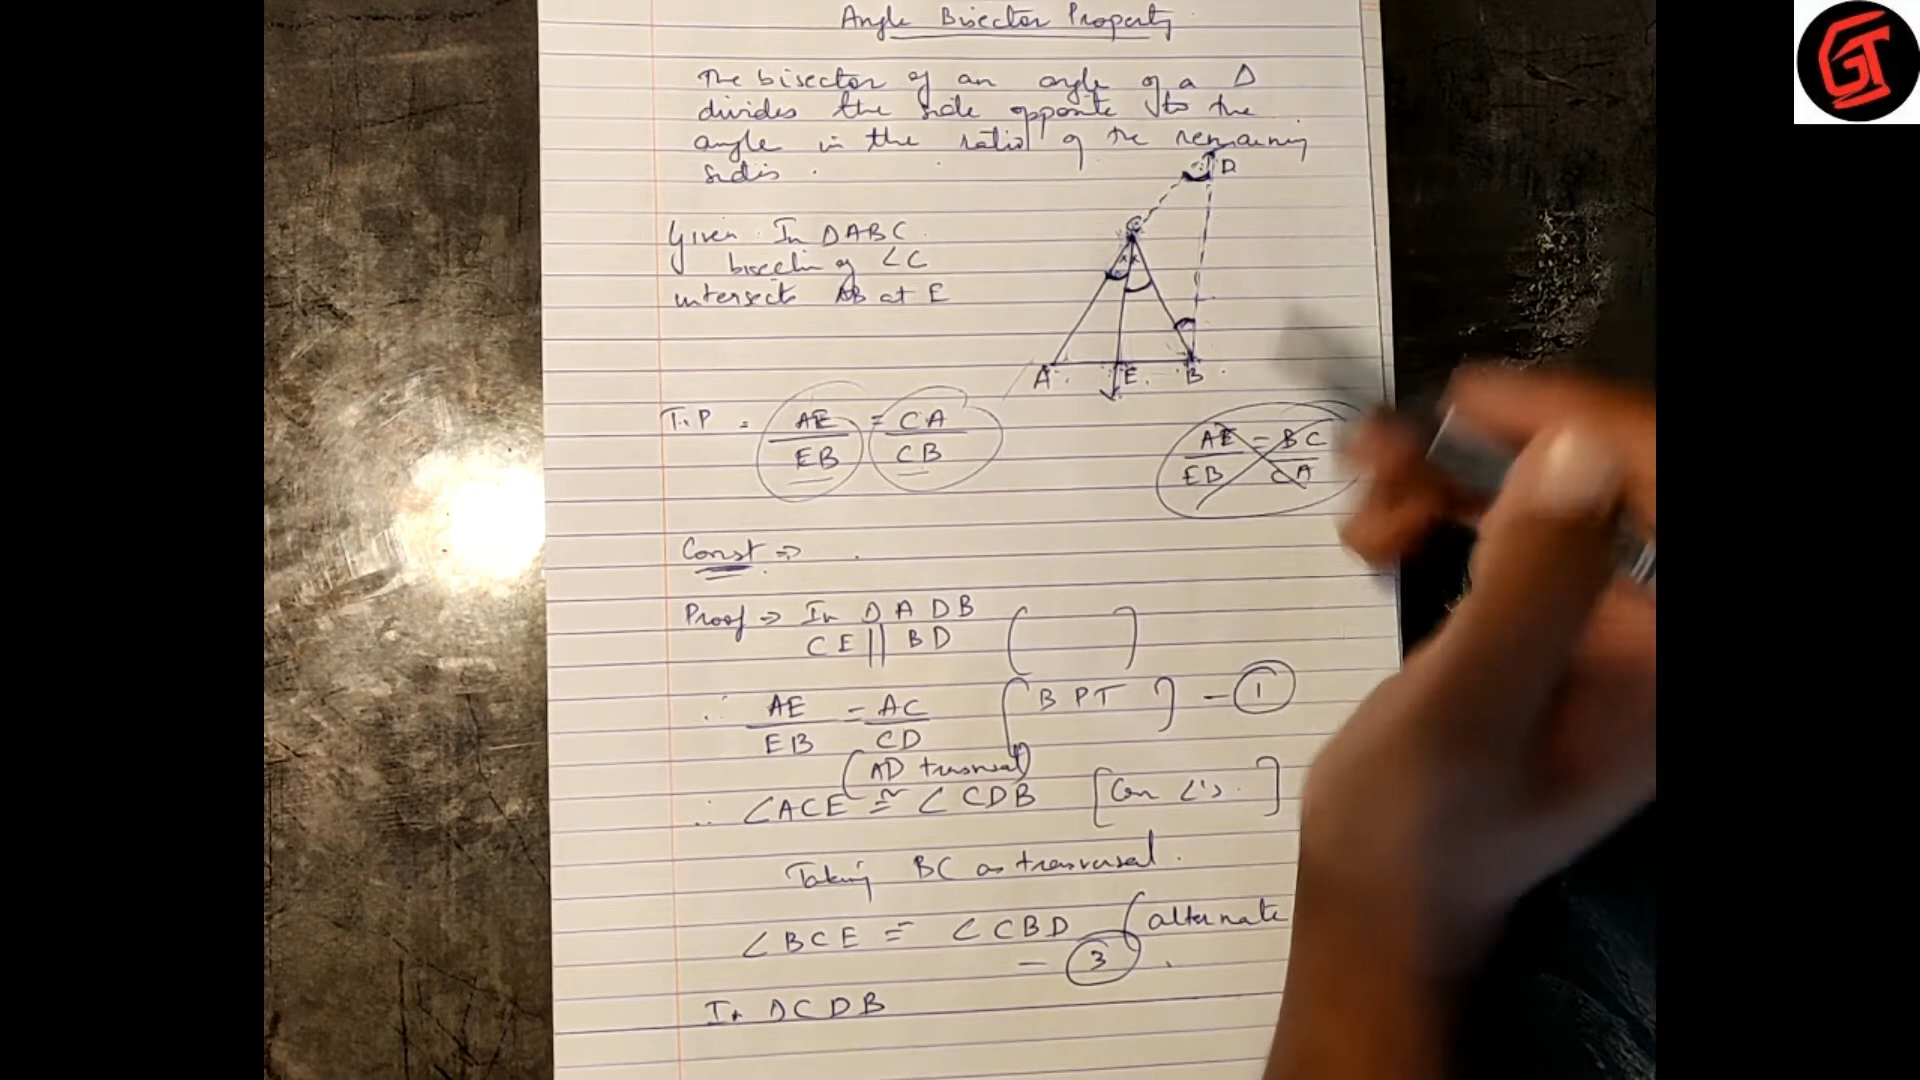 Angle Bisector Property
The bisector of an angle of a Δ
divides the side opposite to the
angle in the ratio of the remaining
sides .
D
Given : In ΔABC
bisector of ∠C
intersects AB at E
C
x x
A E B
T.P = AE/EB = CA/CB
AE/EB = BC/CA
Const ⇒
Proof ⇒ In Δ ADB
CE || BD [ ]
∴ AE/EB = AC/CD [BPT] - ①
(AD trasversal)
∴ ∠ACE ≅ ∠CDB [Corr ∠'s.]
Taking BC as trasversal.
∠BCE ≅ ∠CBD (alternate
- ③
In ΔCDB
GT